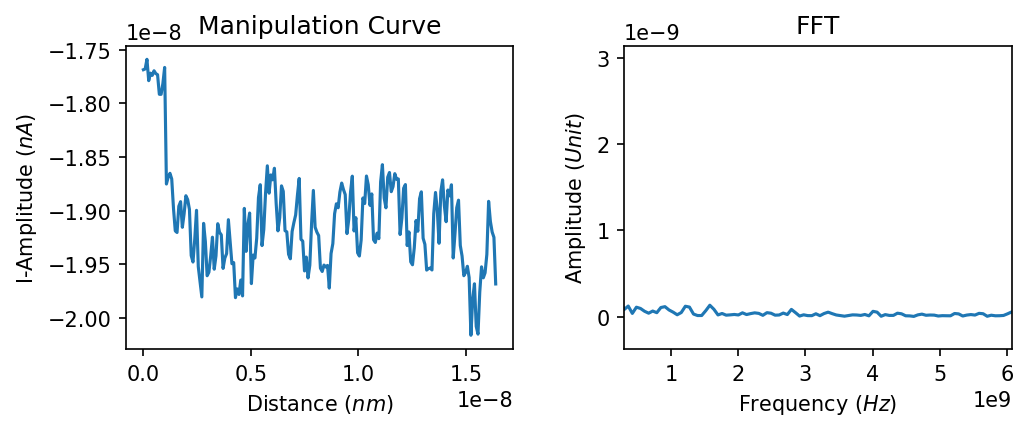 Manipulation Curve
1e−8
−1.75
−1.80
−1.85
−1.90
−1.95
−2.00
I-Amplitude (nA)
0.0 0.5 1.0 1.5
1e−8
Distance (nm)
FFT
1e−9
3
2
1
0
Amplitude (Unit)
1 2 3 4 5 6
1e9
Frequency (Hz)